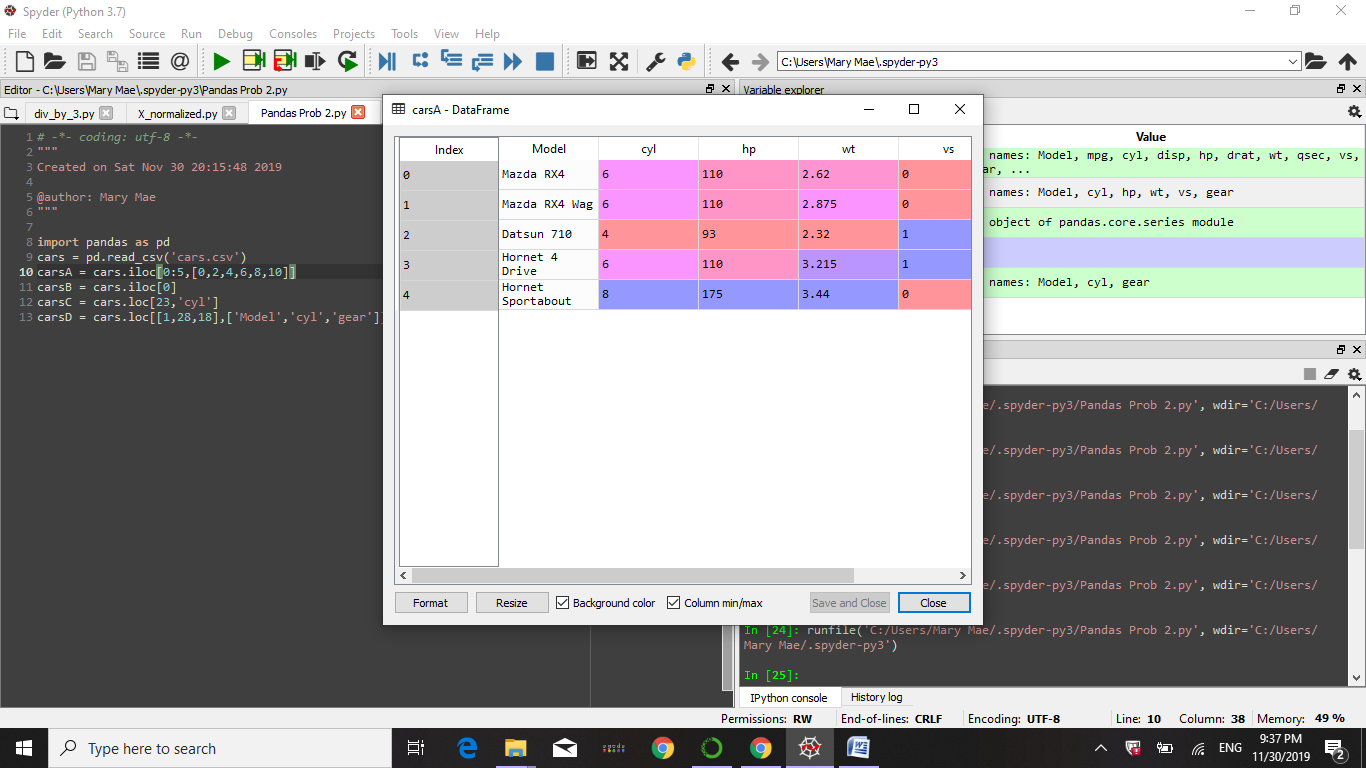 Spyder (Python 3.7)
File Edit Search Source Run Debug Consoles Projects Tools View Help
C:\Users\Mary Mae\.spyder-py3
Editor - C:\Users\Mary Mae\.spyder-py3\Pandas Prob 2.py
Variable explorer
div_by_3.py X_normalized.py Pandas Prob 2.py
1 # -*- coding: utf-8 -*-
2 """
3 Created on Sat Nov 30 20:15:48 2019
4
5 @author: Mary Mae
6 """
7
8 import pandas as pd
9 cars = pd.read_csv('cars.csv')
10 carsA = cars.iloc[0:5,[0,2,4,6,8,10]]
11 carsB = cars.iloc[0]
12 carsC = cars.loc[23,'cyl']
13 carsD = cars.loc[[1,28,18],['Model','cyl','gear']]
carsA - DataFrame
Index Model cyl hp wt vs
0 Mazda RX4 6 110 2.62 0
1 Mazda RX4 Wag 6 110 2.875 0
2 Datsun 710 4 93 2.32 1
3 Hornet 4 Drive 6 110 3.215 1
4 Hornet Sportabout 8 175 3.44 0
Format Resize Background color Column min/max Save and Close Close
Value
names: Model, mpg, cyl, disp, hp, drat, wt, qsec, vs,
ar, ...
names: Model, cyl, hp, wt, vs, gear
object of pandas.core.series module
names: Model, cyl, gear
e/.spyder-py3/Pandas Prob 2.py', wdir='C:/Users/
e/.spyder-py3/Pandas Prob 2.py', wdir='C:/Users/
e/.spyder-py3/Pandas Prob 2.py', wdir='C:/Users/
e/.spyder-py3/Pandas Prob 2.py', wdir='C:/Users/
e/.spyder-py3/Pandas Prob 2.py', wdir='C:/Users/
In [24]: runfile('C:/Users/Mary Mae/.spyder-py3/Pandas Prob 2.py', wdir='C:/Users/
Mary Mae/.spyder-py3')
In [25]:
IPython console History log
Permissions: RW End-of-lines: CRLF Encoding: UTF-8 Line: 10 Column: 38 Memory: 49 %
Type here to search
ENG
9:37 PM
11/30/2019
2